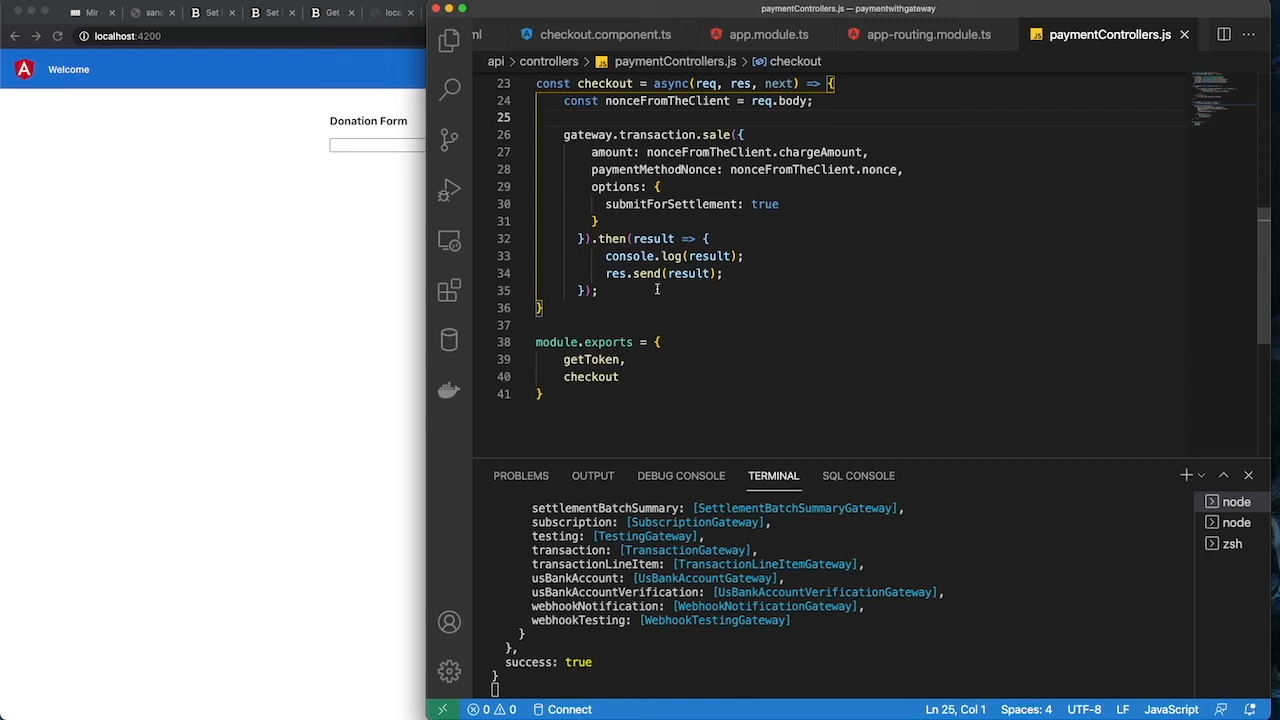 paymentControllers.js — paymentwithgateway
Mir
sand
Set
Set
Get
local
ml
checkout.component.ts
app.module.ts
app-routing.module.ts
JS paymentControllers.js
localhost:4200
api > controllers > JS paymentControllers.js > checkout
Welcome
Donation Form
23 const checkout = async(req, res, next) => {
24 const nonceFromTheClient = req.body;
25
26 gateway.transaction.sale({
27 amount: nonceFromTheClient.chargeAmount,
28 paymentMethodNonce: nonceFromTheClient.nonce,
29 options: {
30 submitForSettlement: true
31 }
32 }).then(result => {
33 console.log(result);
34 res.send(result);
35 });
36 }
37
38 module.exports = {
39 getToken,
40 checkout
41 }
PROBLEMS OUTPUT DEBUG CONSOLE TERMINAL SQL CONSOLE
settlementBatchSummary: [SettlementBatchSummaryGateway],
subscription: [SubscriptionGateway],
testing: [TestingGateway],
transaction: [TransactionGateway],
transactionLineItem: [TransactionLineItemGateway],
usBankAccount: [UsBankAccountGateway],
usBankAccountVerification: [UsBankAccountVerificationGateway],
webhookNotification: [WebhookNotificationGateway],
webhookTesting: [WebhookTestingGateway]
}
},
success: true
}
node
node
zsh
0 0 Connect
Ln 25, Col 1 Spaces: 4 UTF-8 LF JavaScript